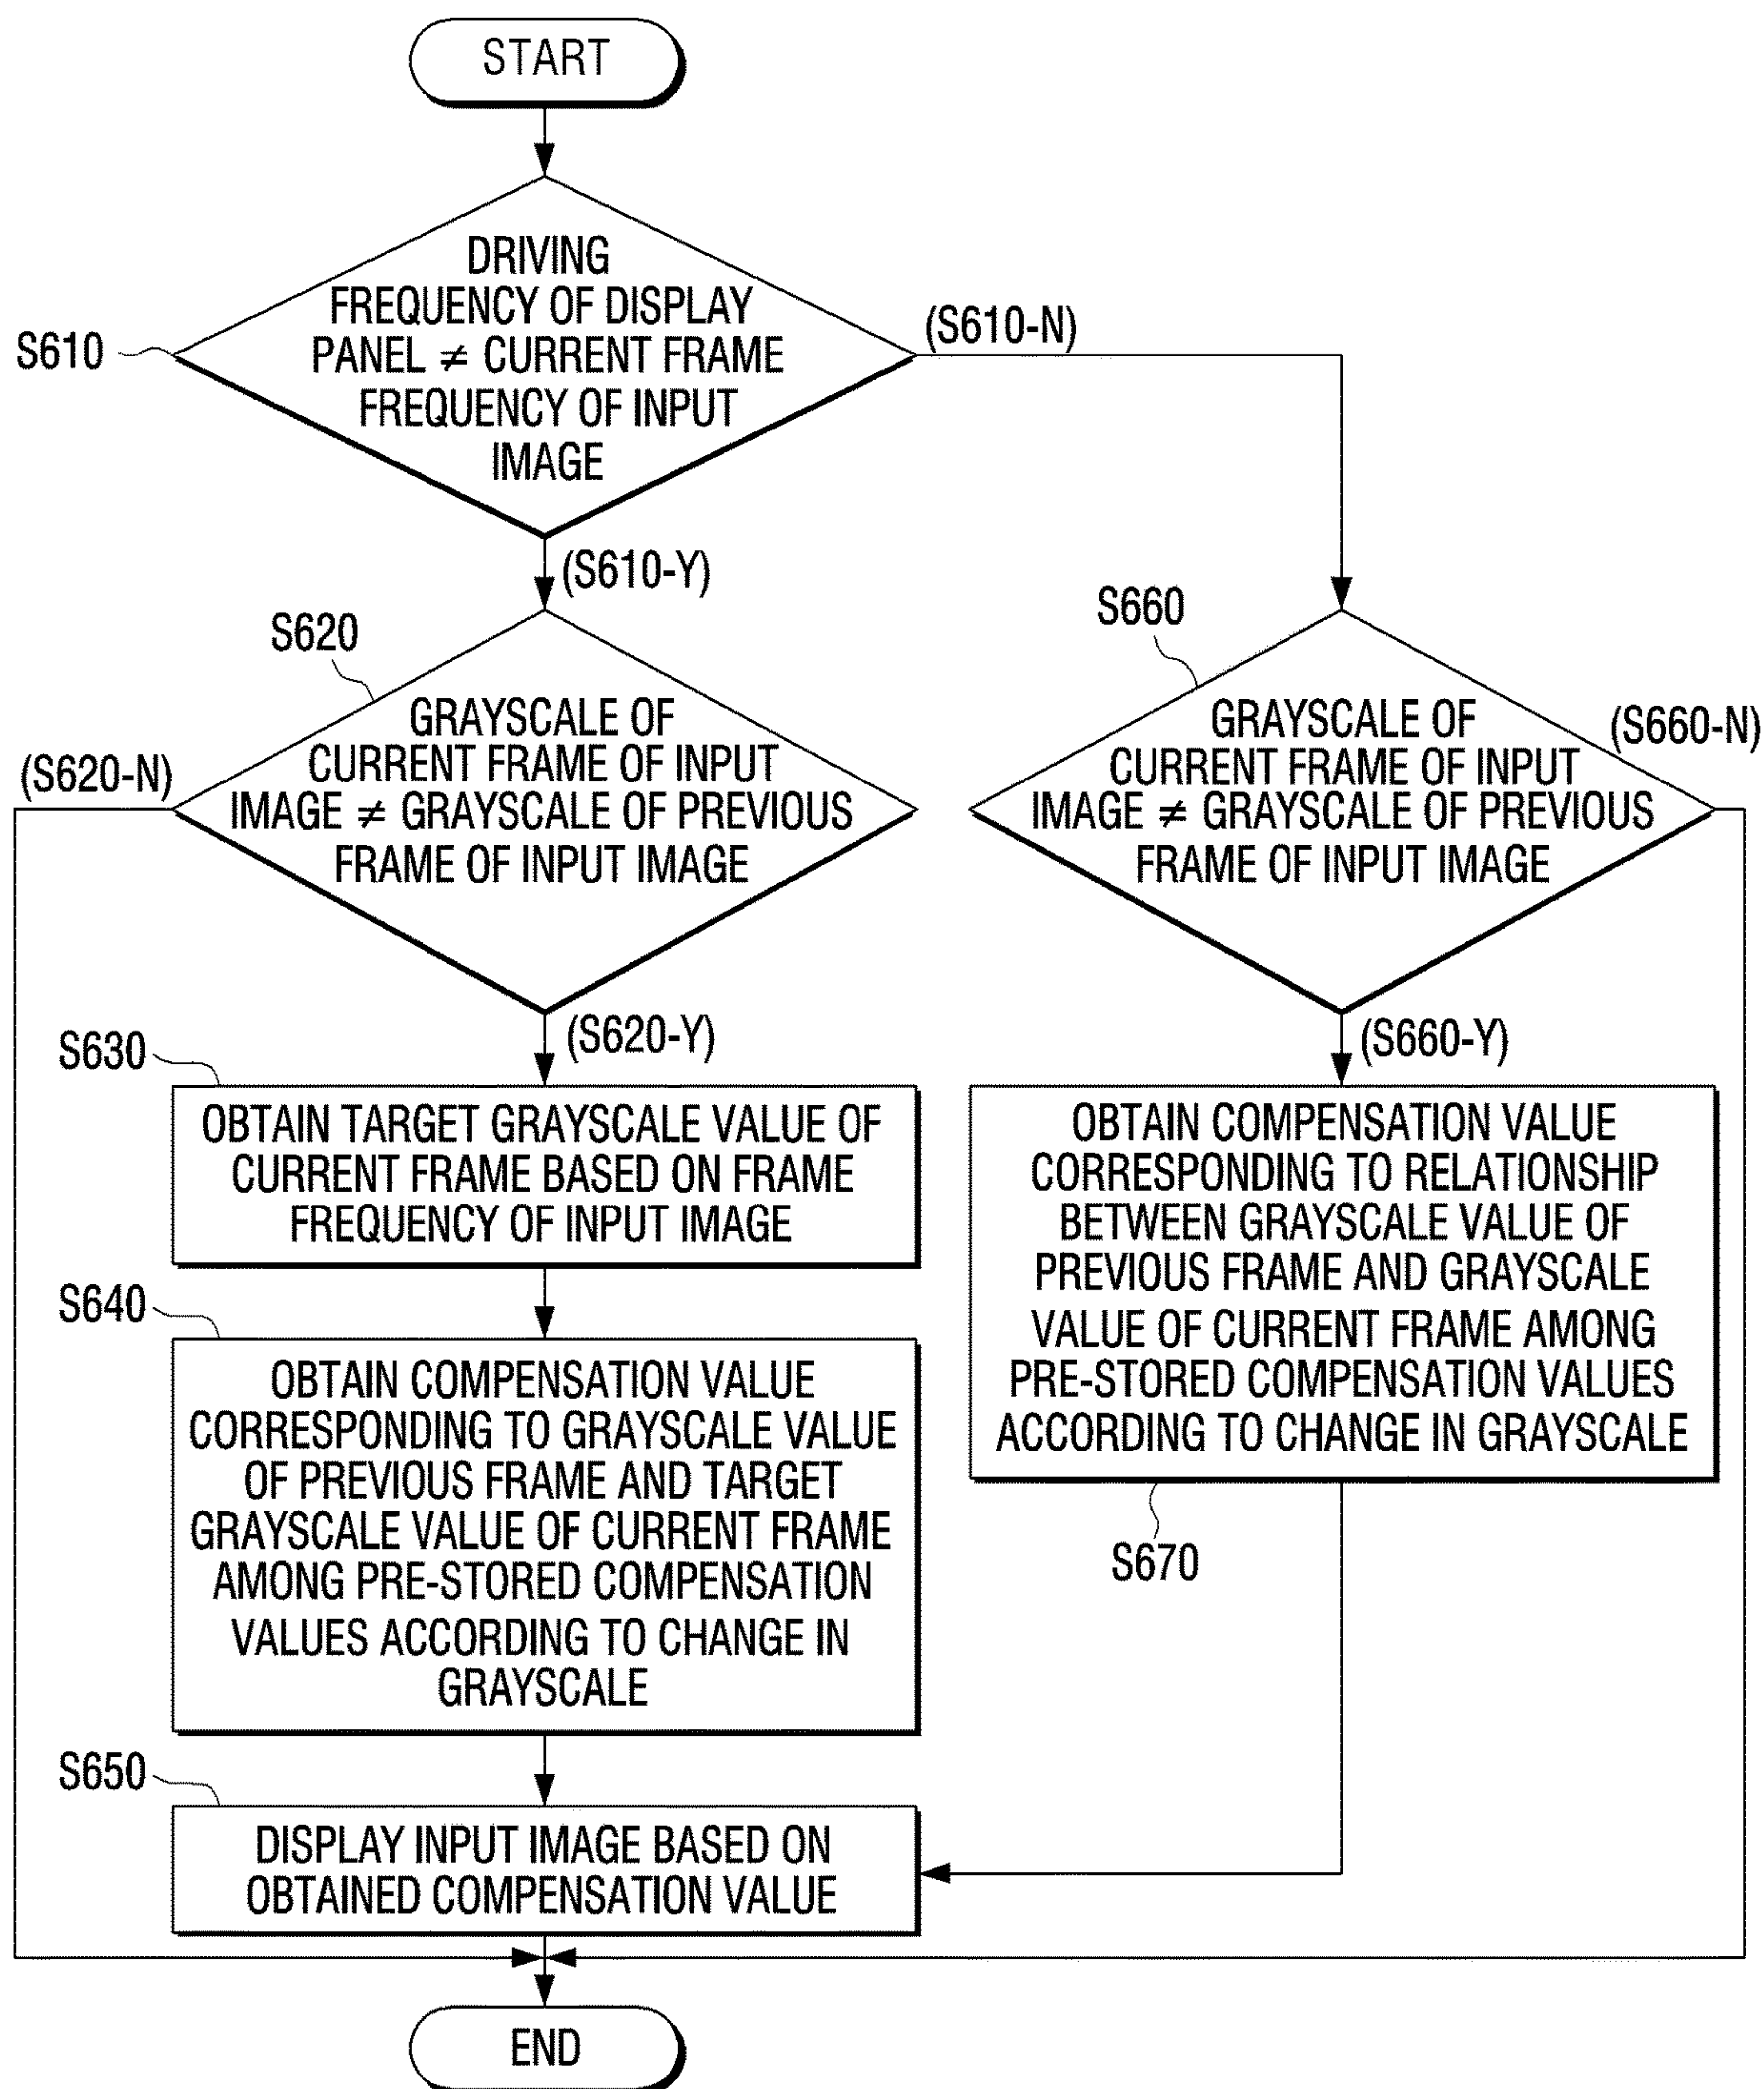 START
DRIVING
FREQUENCY OF DISPLAY
PANEL ≠ CURRENT FRAME
FREQUENCY OF INPUT
IMAGE
S610
(S610-N)
(S610-Y)
S620
GRAYSCALE OF
CURRENT FRAME OF INPUT
IMAGE ≠ GRAYSCALE OF PREVIOUS
FRAME OF INPUT IMAGE
(S620-N)
(S620-Y)
S660
GRAYSCALE OF
CURRENT FRAME OF INPUT
IMAGE ≠ GRAYSCALE OF PREVIOUS
FRAME OF INPUT IMAGE
(S660-N)
(S660-Y)
S630
OBTAIN TARGET GRAYSCALE VALUE OF
CURRENT FRAME BASED ON FRAME
FREQUENCY OF INPUT IMAGE
S640
OBTAIN COMPENSATION VALUE
CORRESPONDING TO GRAYSCALE VALUE
OF PREVIOUS FRAME AND TARGET
GRAYSCALE VALUE OF CURRENT FRAME
AMONG PRE-STORED COMPENSATION
VALUES ACCORDING TO CHANGE IN
GRAYSCALE
OBTAIN COMPENSATION VALUE
CORRESPONDING TO RELATIONSHIP
BETWEEN GRAYSCALE VALUE OF
PREVIOUS FRAME AND GRAYSCALE
VALUE OF CURRENT FRAME AMONG
PRE-STORED COMPENSATION VALUES
ACCORDING TO CHANGE IN GRAYSCALE
S670
S650
DISPLAY INPUT IMAGE BASED ON
OBTAINED COMPENSATION VALUE
END